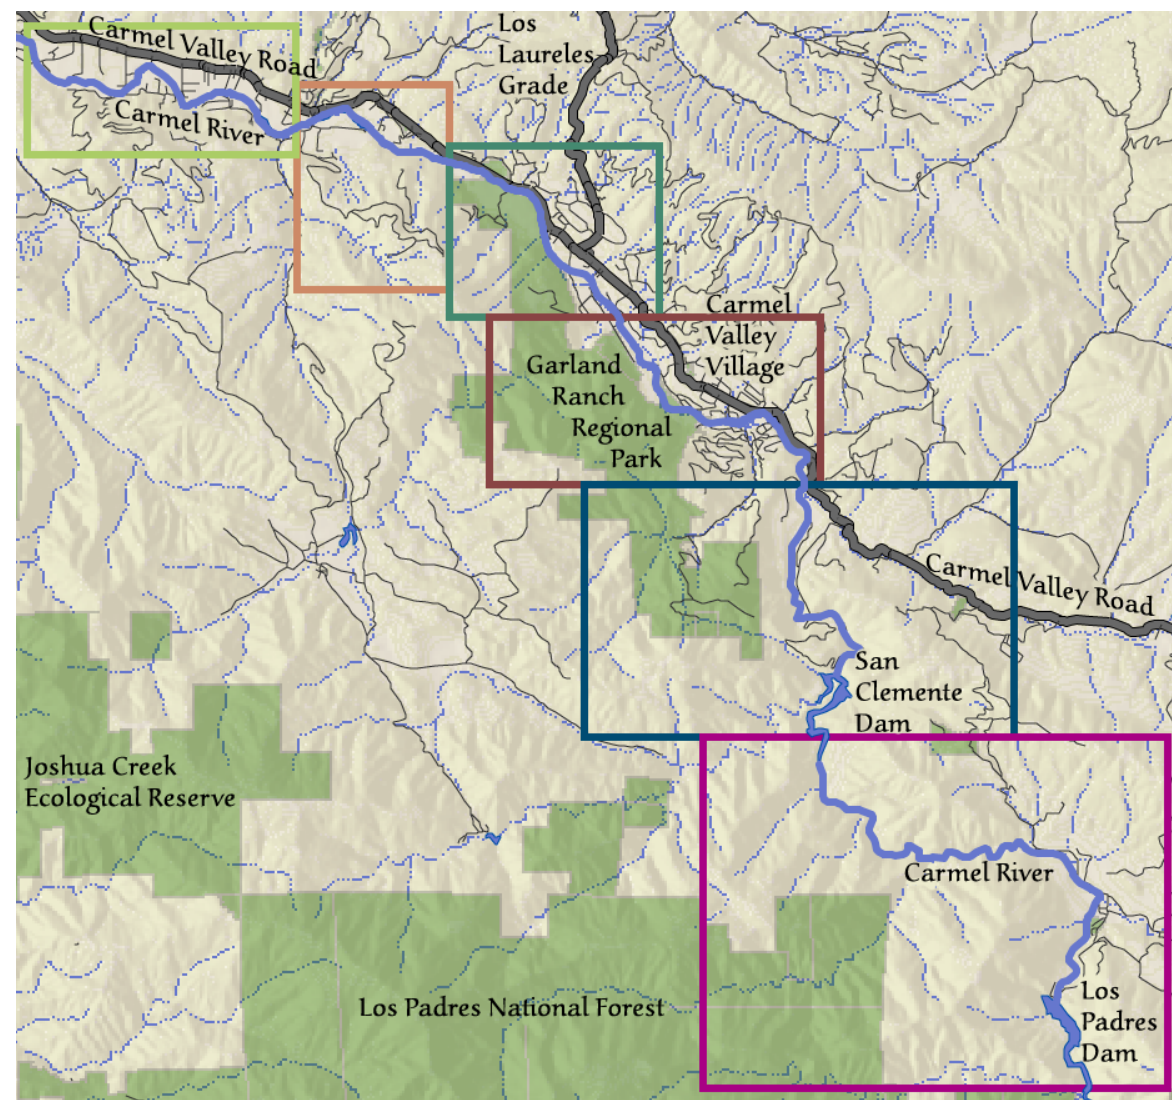 Los
Laureles
Grade
Carmel Valley Road
Carmel River
Carmel
Valley
Village
Garland
Ranch
Regional
Park
Carmel Valley Road
San
Clemente
Dam
Joshua Creek
Ecological Reserve
Carmel River
Los Padres National Forest
Los
Padres
Dam